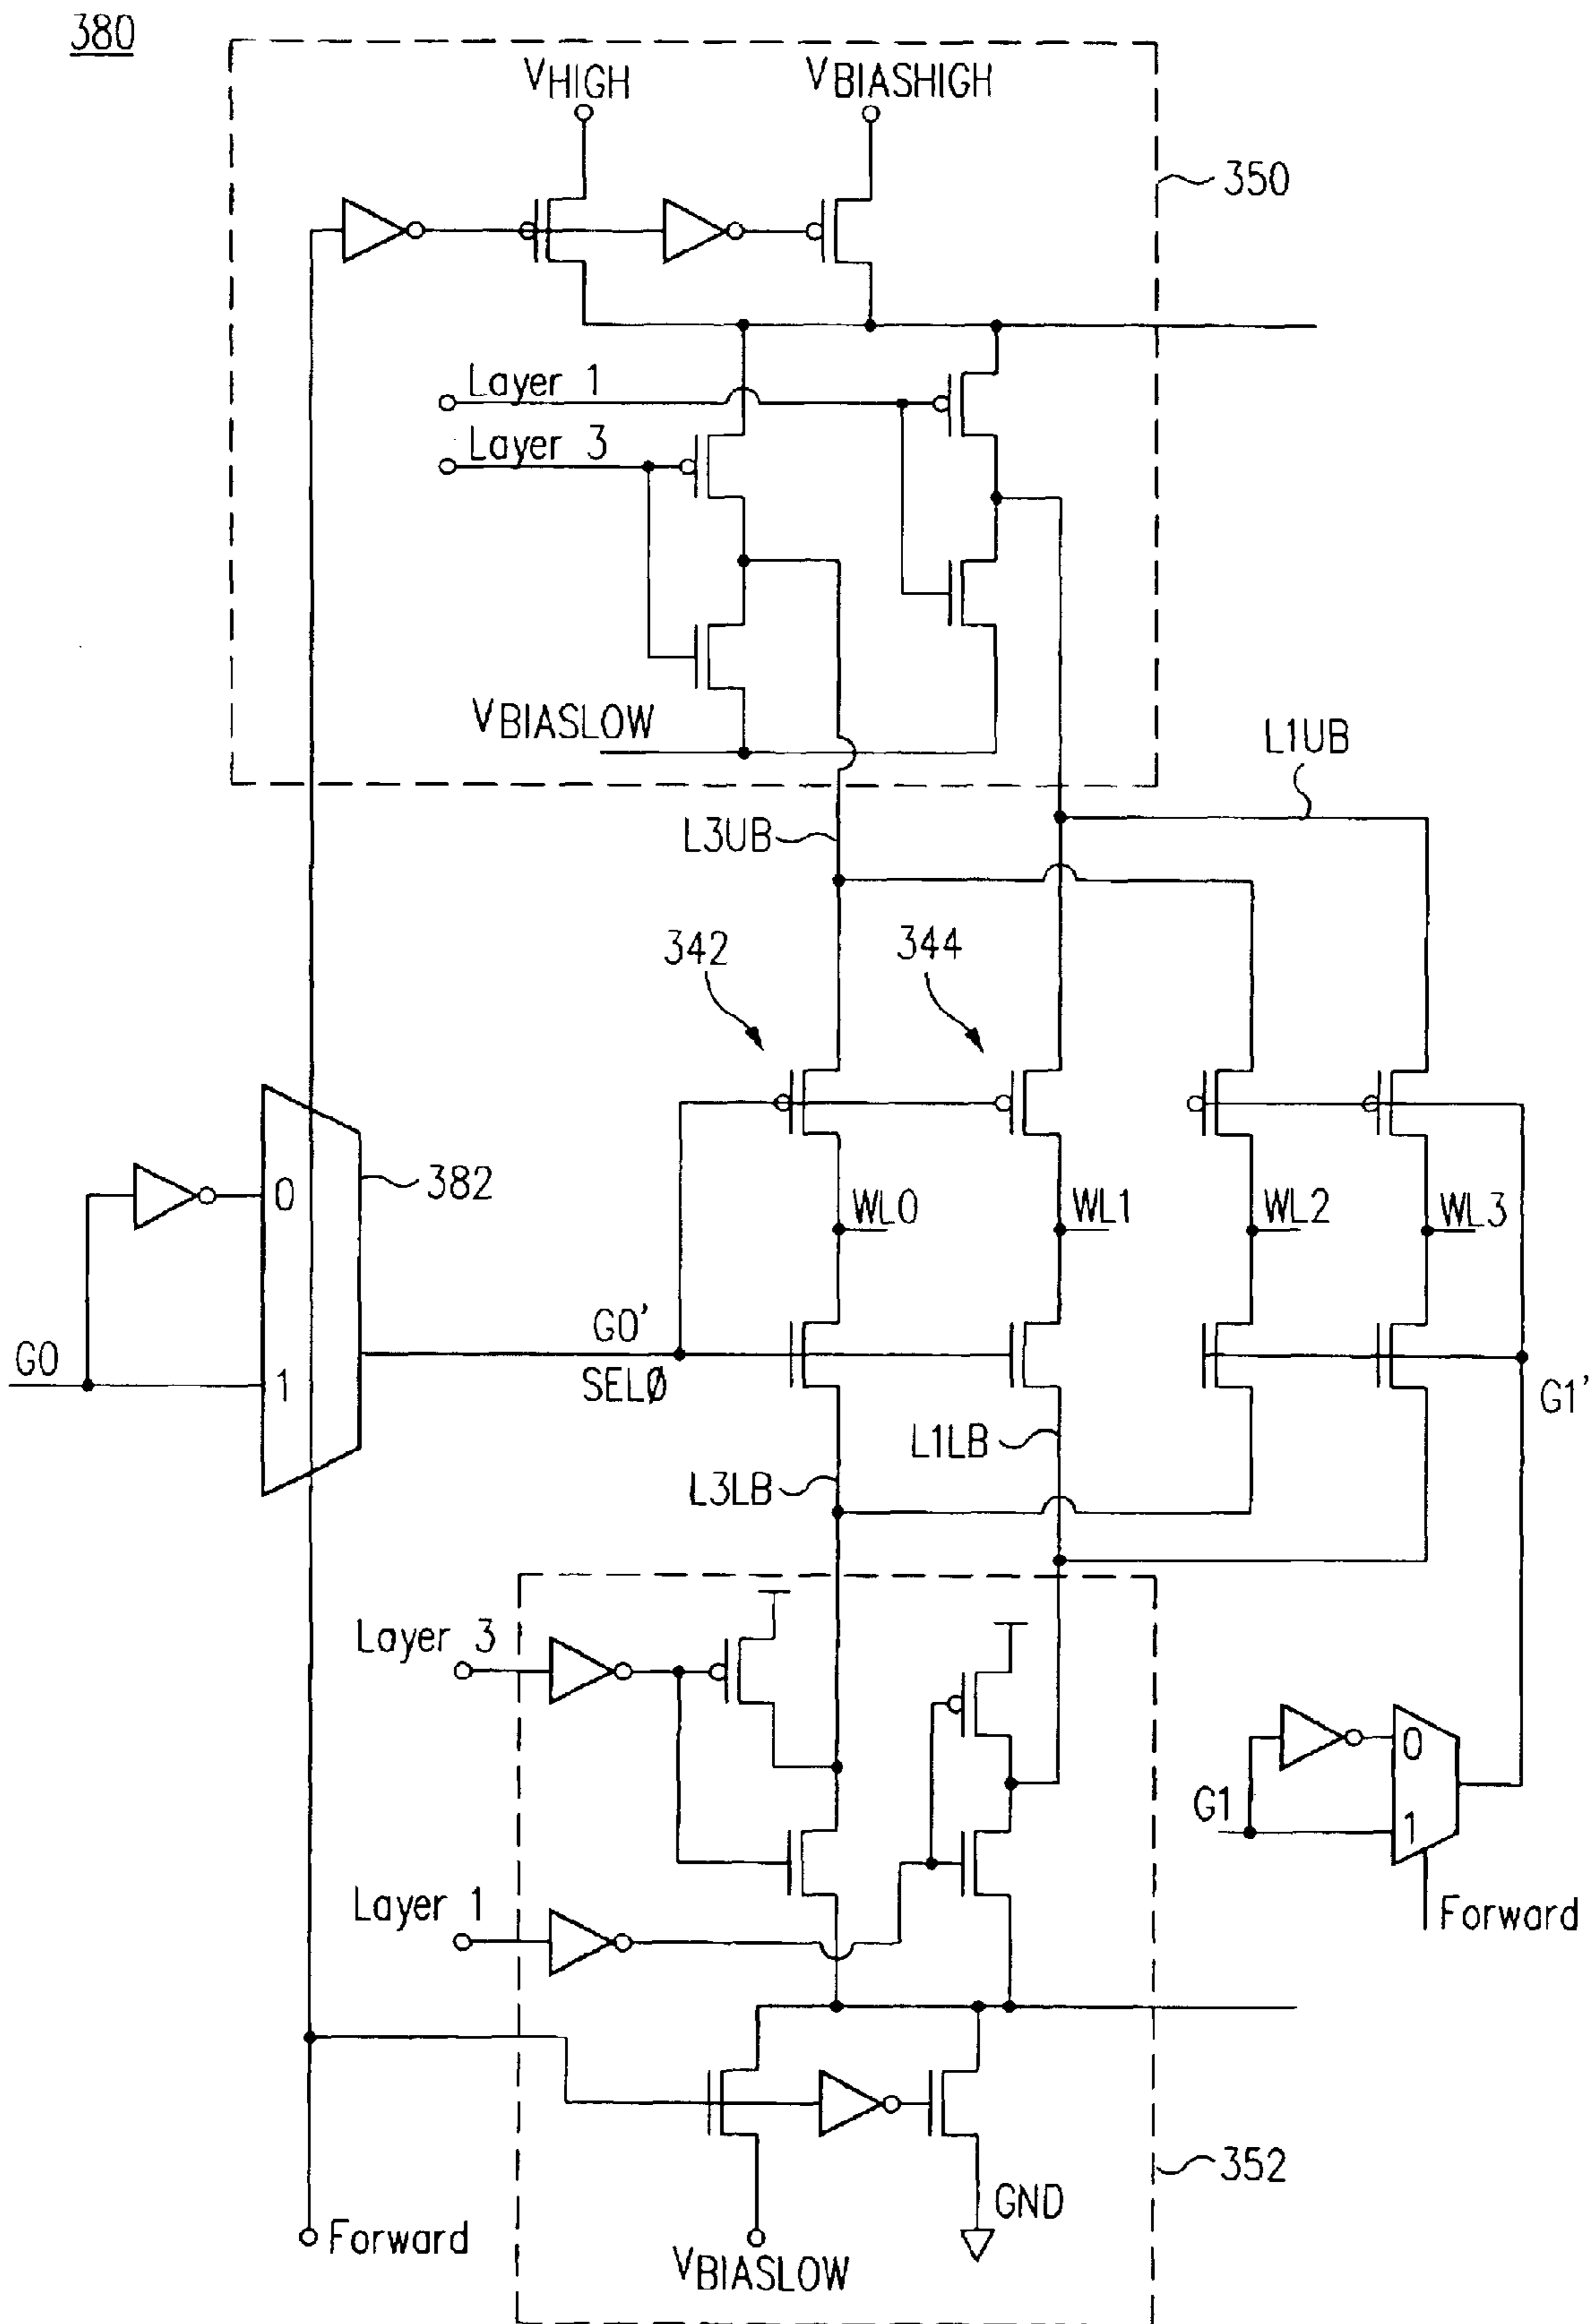 380
VHIGH
VBIASHIGH
350
Layer 1
Layer 3
VBIASLOW
L1UB
L3UB
342
344
0
382
WL0
WL1
WL2
WL3
G0
1
G0'
SELØ
G1'
L1LB
L3LB
Layer 3
0
G1
1
Layer 1
Forward
352
GND
Forward
VBIASLOW